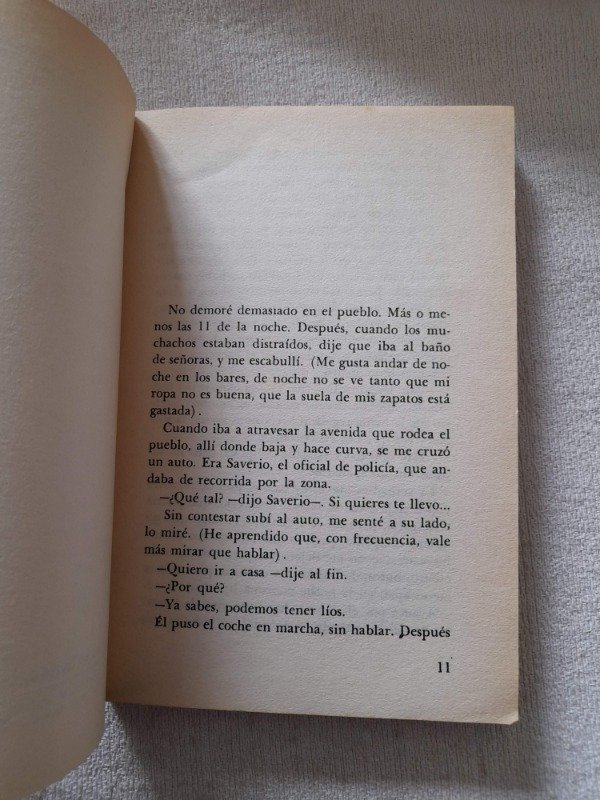 No demoré demasiado en el pueblo. Más o me-
nos las 11 de la noche. Después, cuando los mu-
chachos estaban distraídos, dije que iba al baño
de señoras, y me escabullí. (Me gusta andar de no-
che en los bares, de noche no se ve tanto que mi
ropa no es buena, que la suela de mis zapatos está
gastada).
Cuando iba a atravesar la avenida que rodea el
pueblo, allí donde baja y hace curva, se me cruzó
un auto. Era Saverio, el oficial de policía, que an-
daba de recorrida por la zona.
—¿Qué tal? —dijo Saverio—. Si quieres te llevo...
Sin contestar subí al auto, me senté a su lado,
lo miré. (He aprendido que, con frecuencia, vale
más mirar que hablar).
—Quiero ir a casa —dije al fin.
—¿Por qué?
—Ya sabes, podemos tener líos.
Él puso el coche en marcha, sin hablar. Después
11